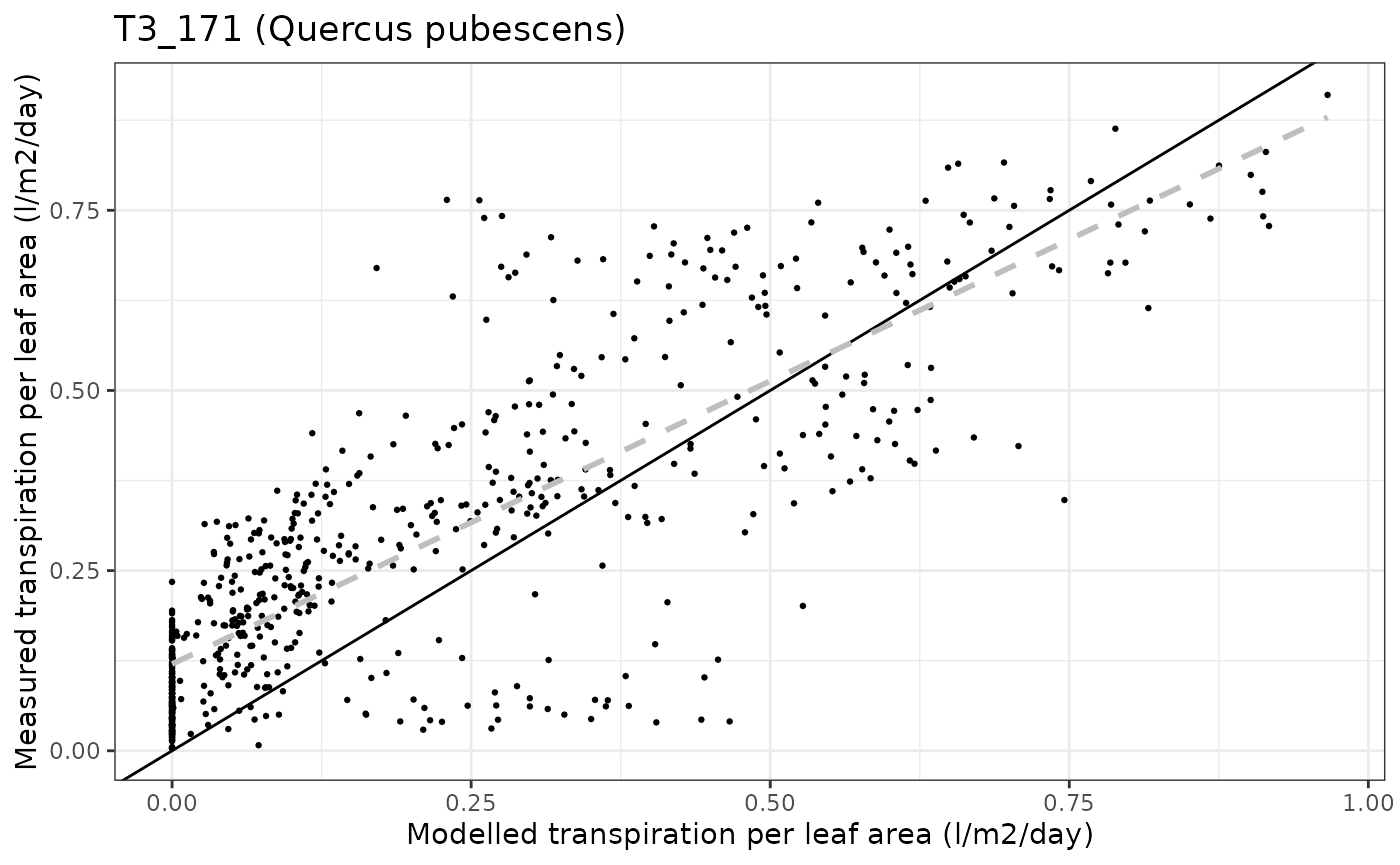 T3_171 (Quercus pubescens)
Measured transpiration per leaf area (l/m2/day)
0.75
0.50
0.25
0.00
0.00 0.25 0.50 0.75 1.00
Modelled transpiration per leaf area (l/m2/day)